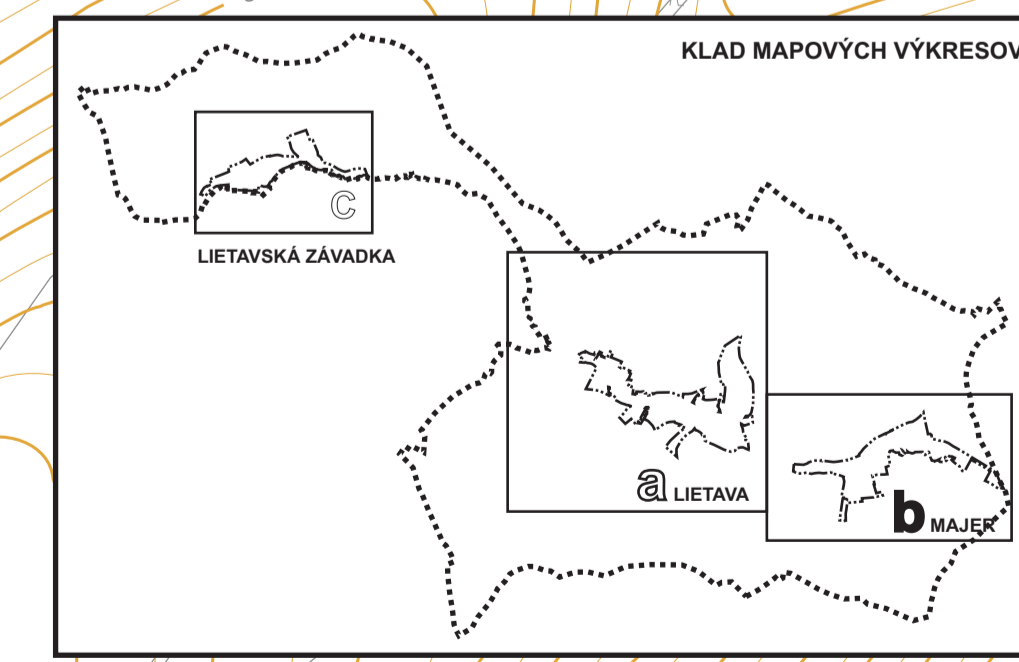 KLAD MAPOVÝCH VÝKRESOV
C
LIETAVSKÁ ZÁVADKA
a LIETAVA
b MAJER